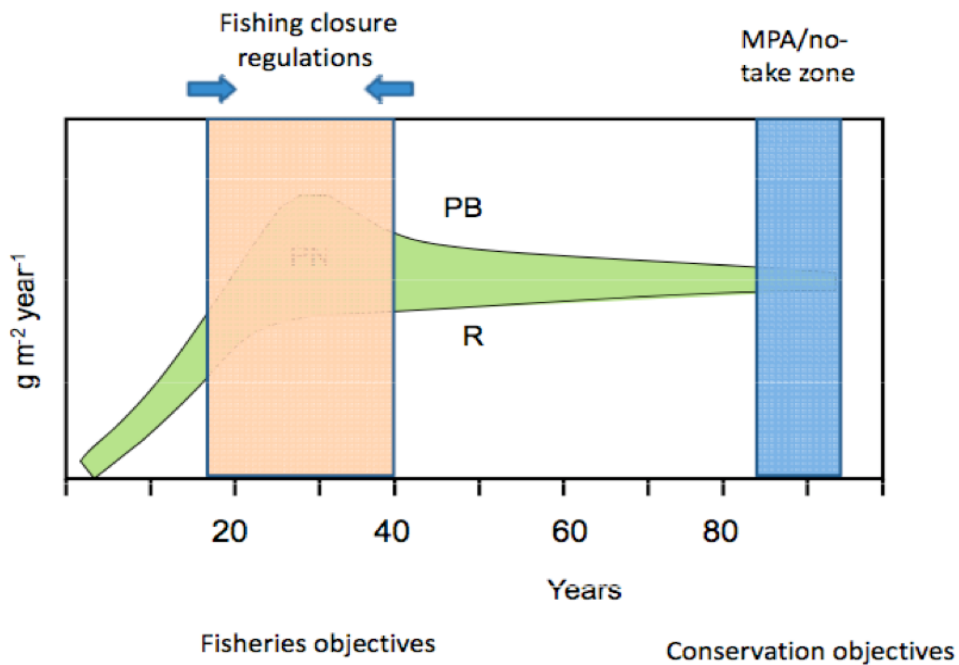 Fishing closure
regulations
MPA/no-
take zone
PB
PN
R
g m-2 year-1
20 40 60 80
Years
Fisheries objectives
Conservation objectives